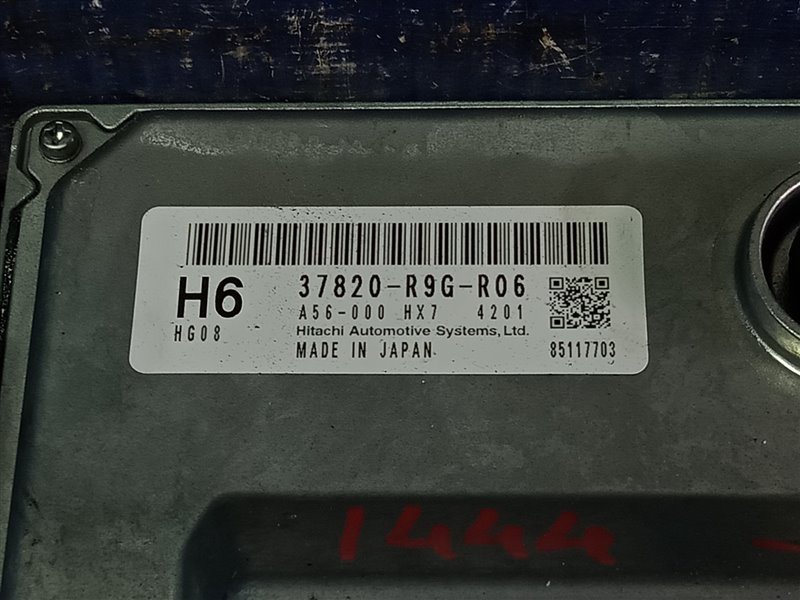 H6
HG08
37820-R9G-R06
A56-000 HX7 4201
Hitachi Automotive Systems, Ltd.
MADE IN JAPAN
85117703
1444 -